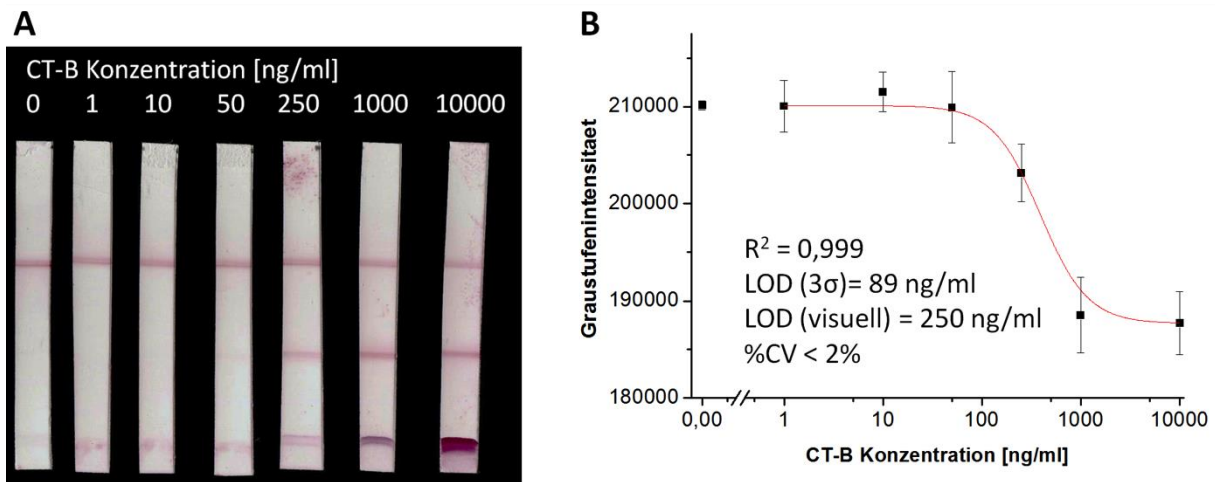 A
CT-B Konzentration [ng/ml]
0 1 10 50 250 1000 10000
B
Graustufenintensitaet
210000
200000
190000
180000
R² = 0,999
LOD (3σ)= 89 ng/ml
LOD (visuell) = 250 ng/ml
%CV < 2%
0,00 1 10 100 1000 10000
CT-B Konzentration [ng/ml]